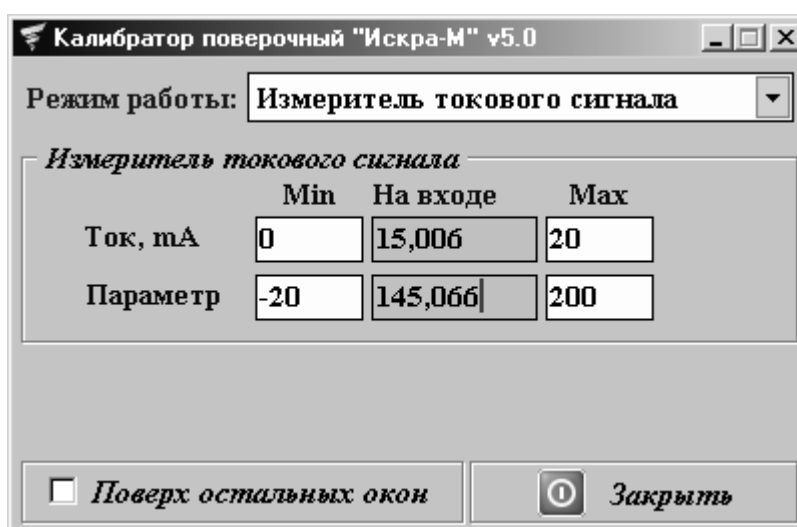 Калибратор поверочный "Искра-М" v5.0
Режим работы: Измеритель токового сигнала
Измеритель токового сигнала
Min На входе Max
Ток, mA 0 15,006 20
Параметр -20 145,066 200
Поверх остальных окон Закрыть